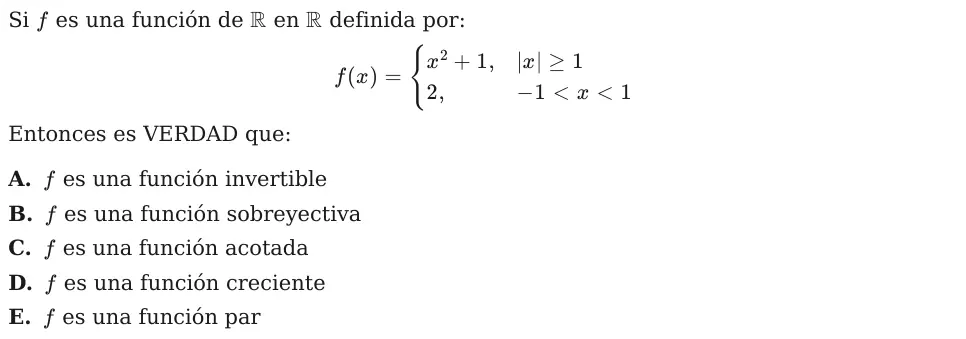 Si f es una función de ℝ en ℝ definida por:
f(x) = { x² + 1, |x| ≥ 1
2, −1 < x < 1
Entonces es VERDAD que:
A. f es una función invertible
B. f es una función sobreyectiva
C. f es una función acotada
D. f es una función creciente
E. f es una función par